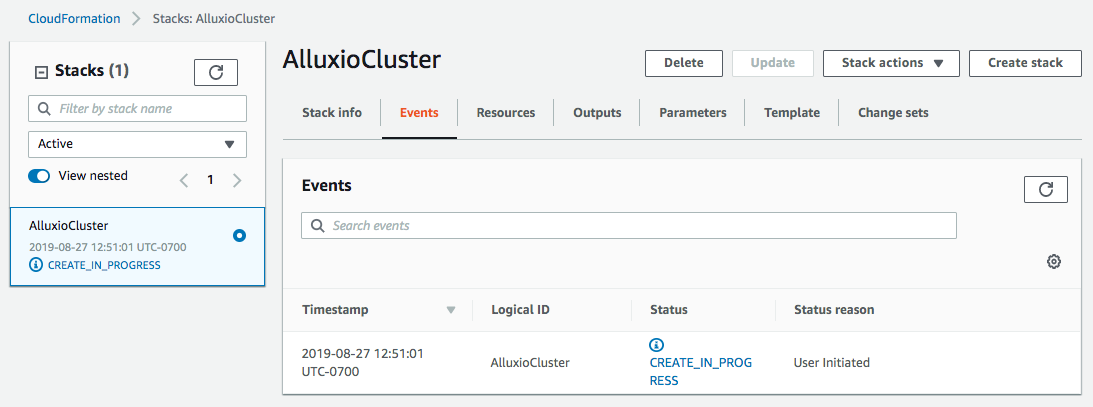 CloudFormation > Stacks: AlluxioCluster
Stacks (1)
Filter by stack name
Active
View nested
1
AlluxioCluster
2019-08-27 12:51:01 UTC-0700
CREATE_IN_PROGRESS
AlluxioCluster
Delete Update Stack actions Create stack
Stack info Events Resources Outputs Parameters Template Change sets
Events
Search events
Timestamp Logical ID Status Status reason
2019-08-27 12:51:01
UTC-0700
AlluxioCluster
CREATE_IN_PROG
RESS
User Initiated